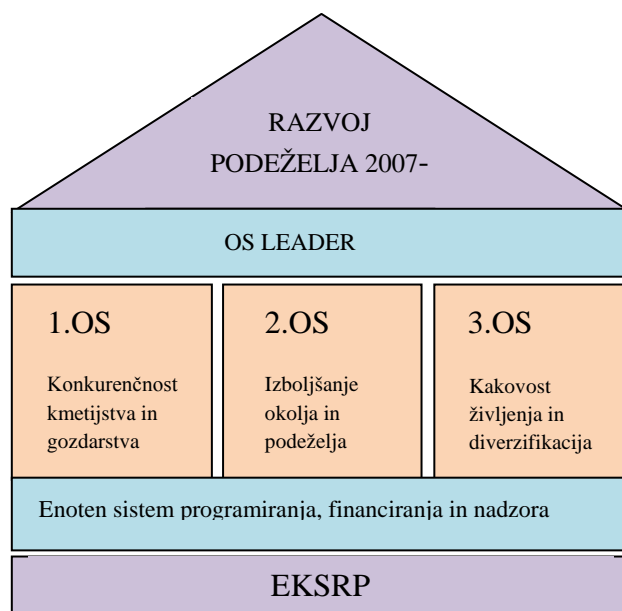 RAZVOJ
PODEŽELJA 2007-
OS LEADER
1.OS
Konkurenčnost
kmetijstva in
gozdarstva
2.OS
Izboljšanje
okolja in
podeželja
3.OS
Kakovost
življenja in
diverzifikacija
Enoten sistem programiranja, financiranja in nadzora
EKSRP